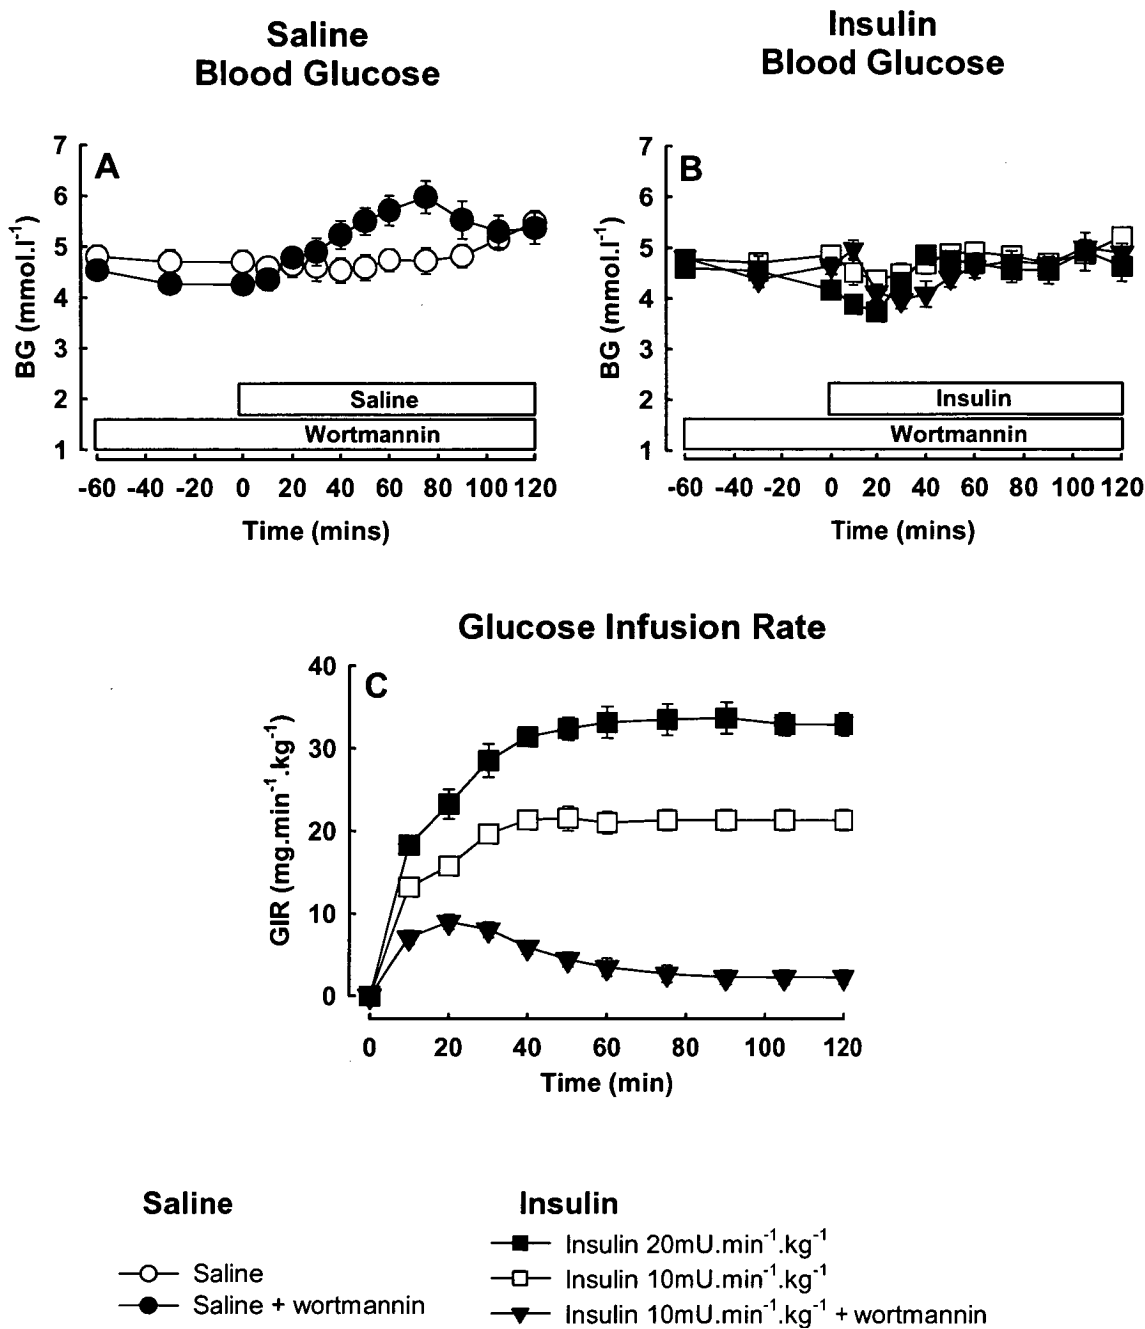 Saline
Blood Glucose
Insulin
Blood Glucose
A
7
6
5
4
3
2
1
BG (mmol.l⁻¹)
Saline
Wortmannin
-60 -40 -20 0 20 40 60 80 100 120
Time (mins)
B
7
6
5
4
3
2
1
BG (mmol.l⁻¹)
Insulin
Wortmannin
-60 -40 -20 0 20 40 60 80 100 120
Time (mins)
Glucose Infusion Rate
C
40
30
20
10
0
GIR (mg.min⁻¹.kg⁻¹)
0 20 40 60 80 100 120
Time (min)
Saline
Saline
Saline + wortmannin
Insulin
Insulin 20mU.min⁻¹.kg⁻¹
Insulin 10mU.min⁻¹.kg⁻¹
Insulin 10mU.min⁻¹.kg⁻¹ + wortmannin